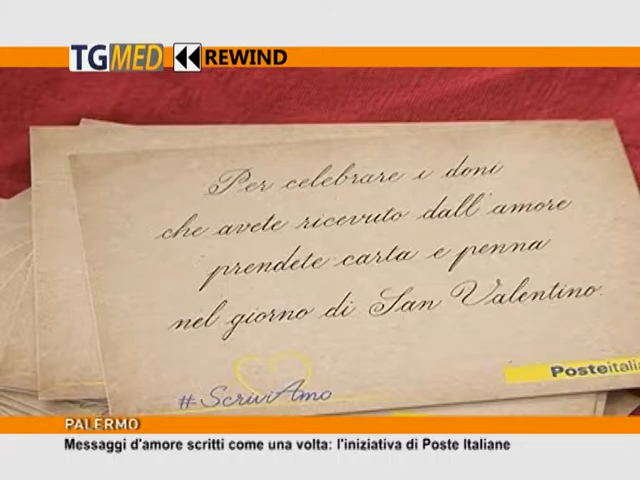 TGMED REWIND
Per celebrare i doni
che avete ricevuto dall'amore
prendete carta e penna
nel giorno di San Valentino.
#ScriviAmo
Posteitalia
PALERMO
Messaggi d'amore scritti come una volta: l'iniziativa di Poste Italiane